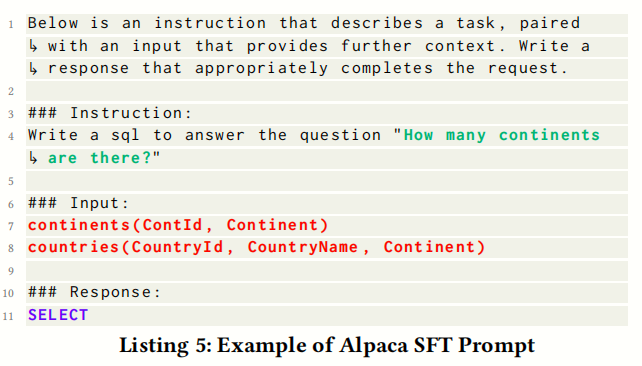 1 Below is an instruction that describes a task, paired
↳ with an input that provides further context. Write a
↳ response that appropriately completes the request.
2
3 ### Instruction:
4 Write a sql to answer the question "How many continents
↳ are there?"
5
6 ### Input:
7 continents(ContId, Continent)
8 countries(CountryId, CountryName, Continent)
9
10 ### Response:
11 SELECT
Listing 5: Example of Alpaca SFT Prompt